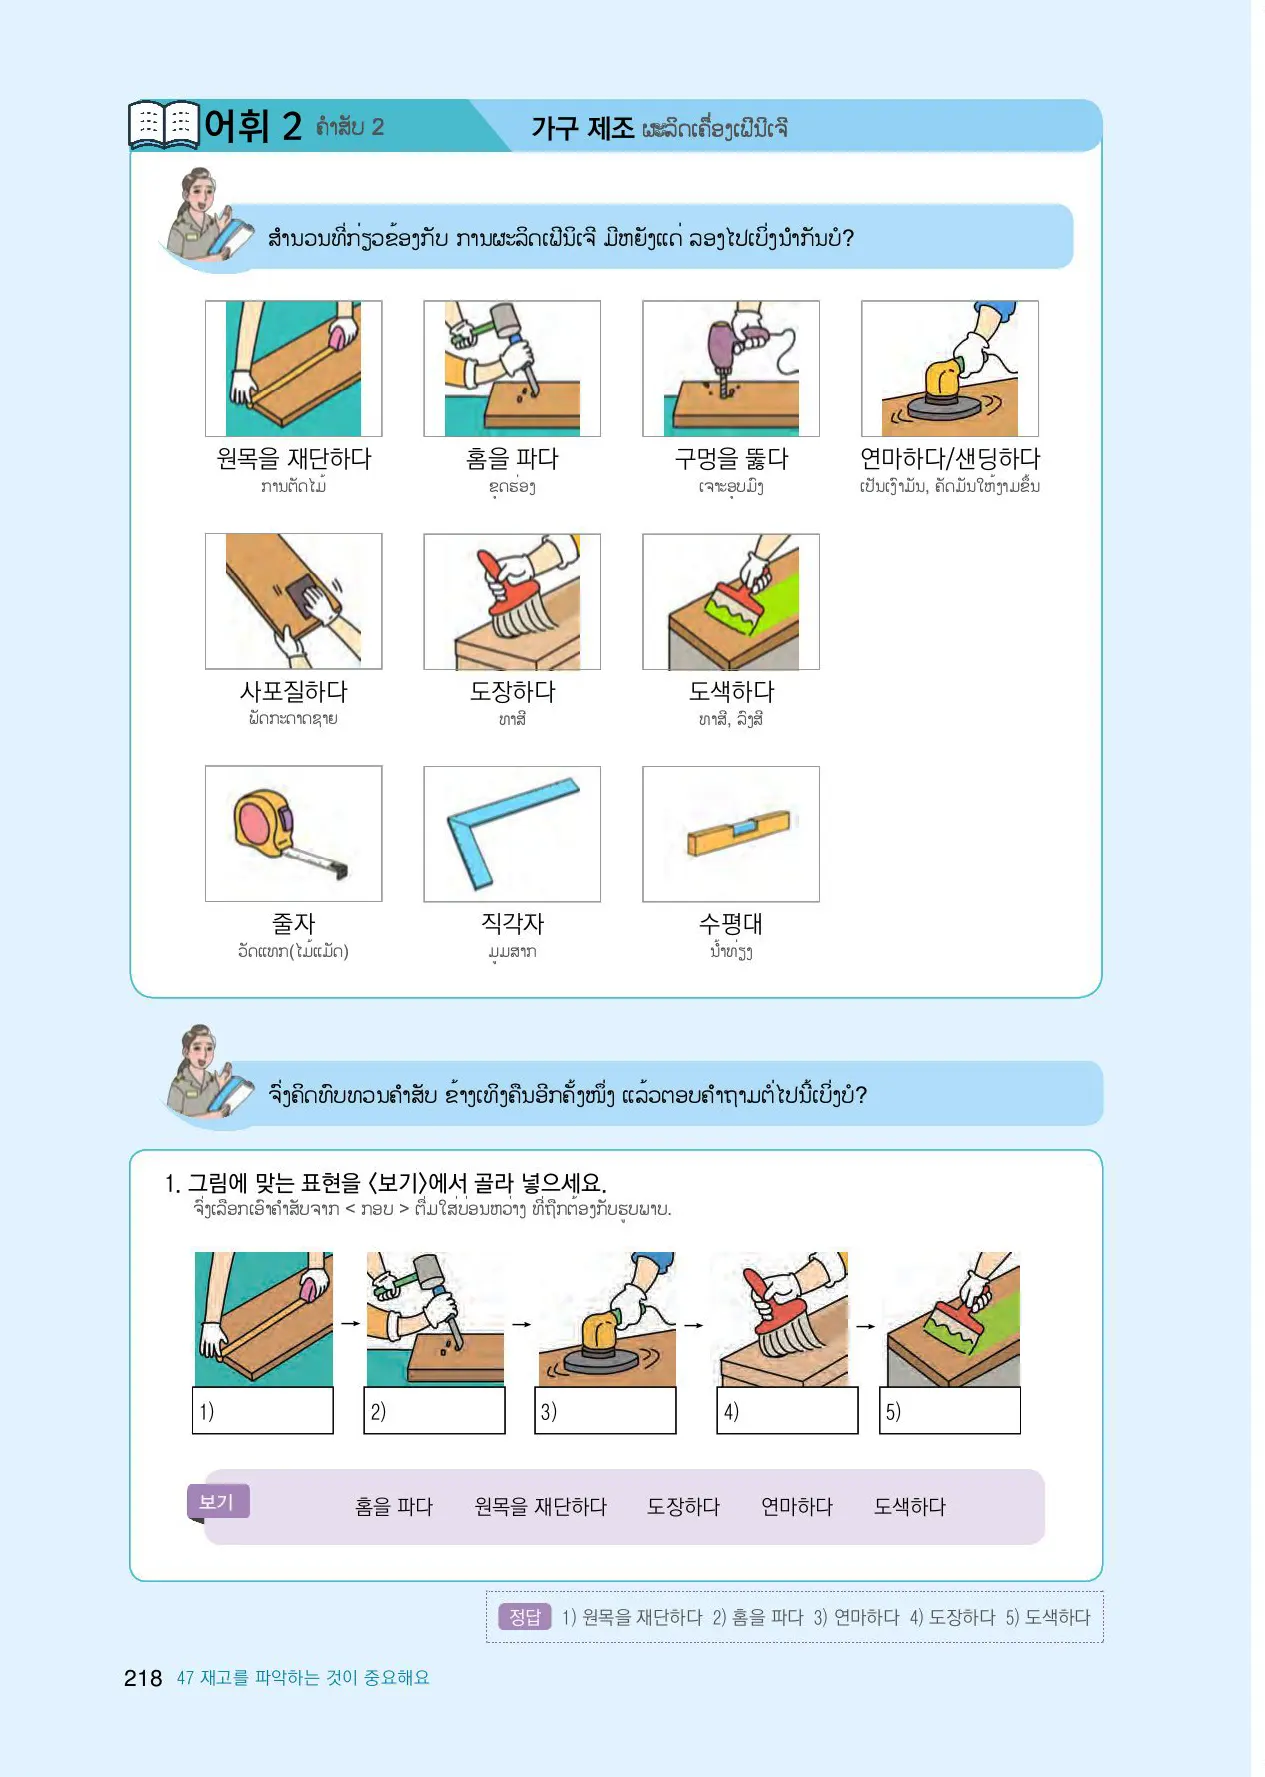 어휘 2 ຄຳສັບ 2 가구 제조 ຜະລິດເຄື່ອງເຟີນີເຈີ
ສຳນວນທີ່ກ່ຽວຂ້ອງກັບ ການຜະລິດເຟີນິເຈີ ມີຫຍັງແດ່ ລອງໄປເບິ່ງນຳກັນບໍ?
원목을 재단하다 홈을 파다 구멍을 뚫다 연마하다/샌딩하다
ການຕັດໄມ້ ຂຸດຮ່ອງ ເຈາະອູບມົງ ເປັນເງົາມັນ, ຄັດມັນໃຫ້ງາມຂຶ້ນ
사포질하다 도장하다 도색하다
ພັດກະດາດຊາຍ ທາສີ ທາສີ, ລົງສີ
줄자 직각자 수평대
ວັດແທກ(ໄມ້ແມັດ) ມູມສາກ ນ້ຳທ່ຽງ
ຈົ່ງຄິດທົບທວນຄຳສັບ ຂ້າງເທິງຄືນອີກຄັ້ງໜຶ່ງ ແລ້ວຕອບຄຳຖາມຕໍ່ໄປນີ້ເບິ່ງບໍ?
1. 그림에 맞는 표현을 〈보기〉에서 골라 넣으세요.
ຈົ່ງເລືອກເອົາຄຳສັບຈາກ < ກອບ > ຕື່ມໃສ່ບ່ອນຫວ່າງ ທີ່ຖືກຕ້ອງກັບຮູບພາບ.
→ → → →
1) 2) 3) 4) 5)
보기 홈을 파다 원목을 재단하다 도장하다 연마하다 도색하다
정답 1) 원목을 재단하다 2) 홈을 파다 3) 연마하다 4) 도장하다 5) 도색하다
218 47 재고를 파악하는 것이 중요해요